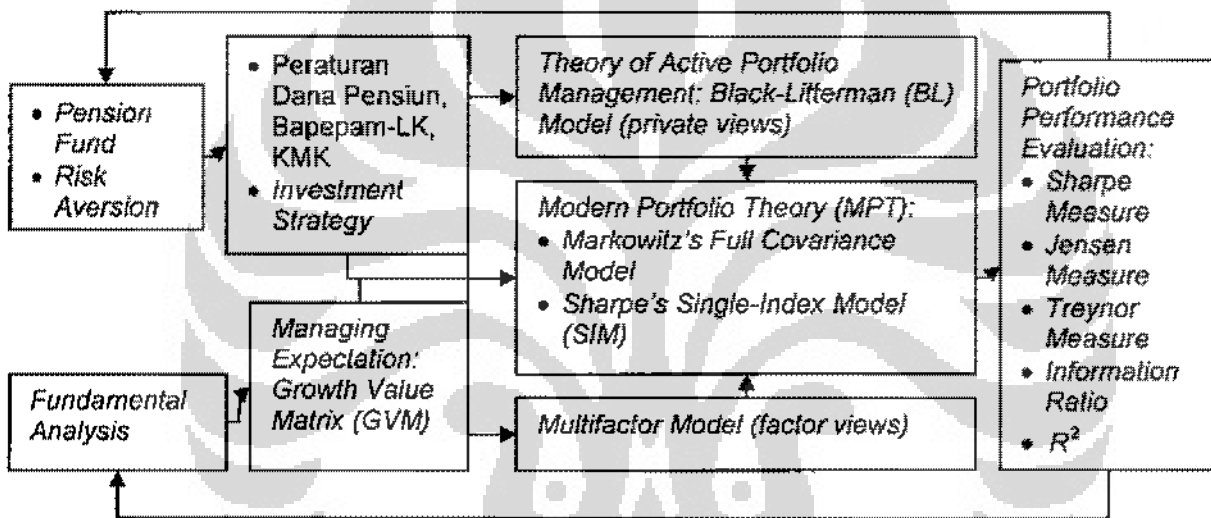 • Pension
Fund
• Risk
Aversion
• Peraturan
Dana Pensiun,
Bapepam-LK,
KMK
• Investment
Strategy
Theory of Active Portfolio
Management: Black-Litterman (BL)
Model (private views)
Modern Portfolio Theory (MPT):
• Markowitz's Full Covariance
Model
• Sharpe's Single-Index Model
(SIM)
Portfolio
Performance
Evaluation:
• Sharpe
Measure
• Jensen
Measure
• Treynor
Measure
• Information
Ratio
• R²
Fundamental
Analysis
Managing
Expectation:
Growth Value
Matrix (GVM)
Multifactor Model (factor views)